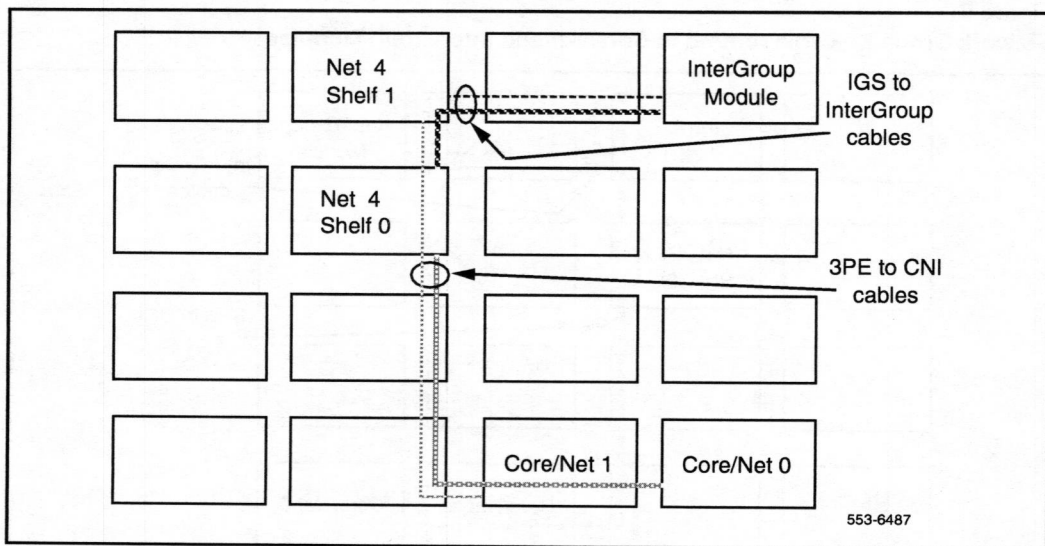 Net 4
Shelf 1
InterGroup
Module
IGS to
InterGroup
cables
Net 4
Shelf 0
3PE to CNI
cables
Core/Net 1
Core/Net 0
553-6487